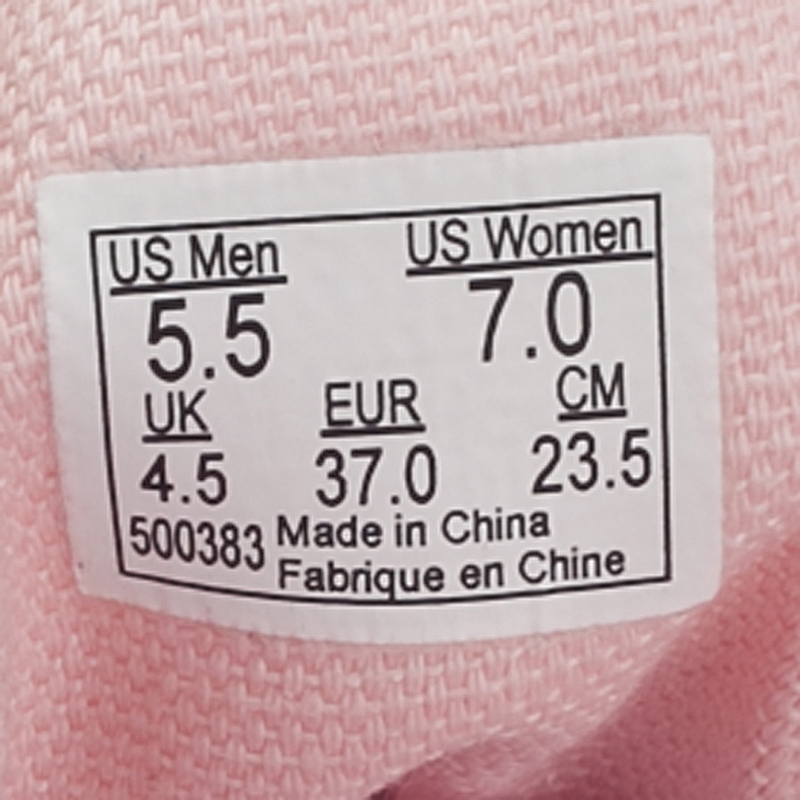 US Men US Women
5.5 7.0
UK EUR CM
4.5 37.0 23.5
500383 Made in China
Fabrique en Chine